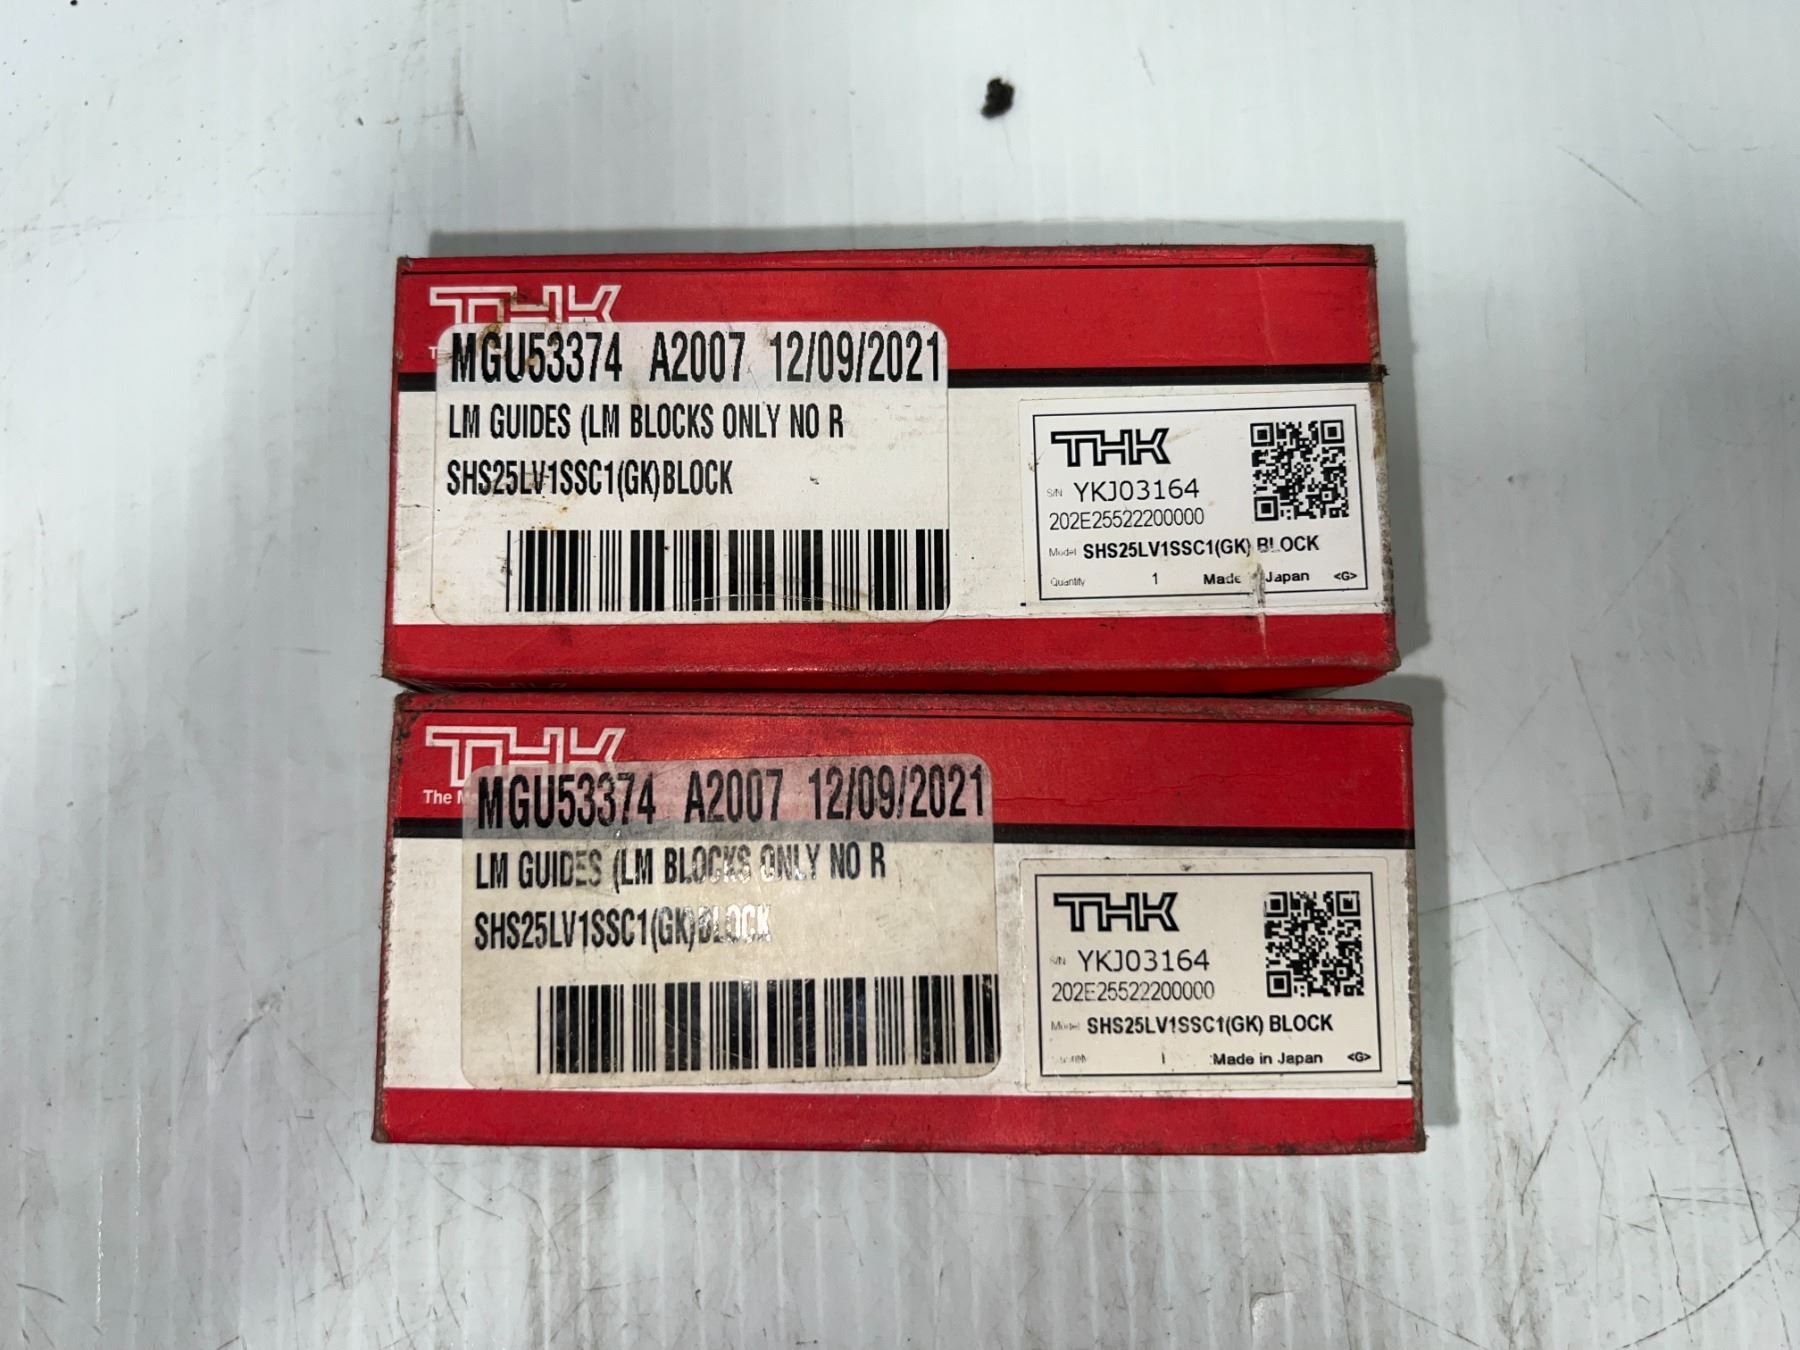 THK
MGU53374 A2007 12/09/2021
LM GUIDES (LM BLOCKS ONLY NO R
SHS25LV1SSC1(GK)BLOCK
THK
S/N YKJ03164
202E25522200000
Model SHS25LV1SSC1(GK) BLOCK
Quantity 1 Made in Japan <G>
THK
The
MGU53374 A2007 12/09/2021
LM GUIDES (LM BLOCKS ONLY NO R
SHS25LV1SSC1(GK)BLOCK
THK
S/N YKJ03164
202E25522200000
Model SHS25LV1SSC1(GK) BLOCK
Quantity 1 Made in Japan <G>